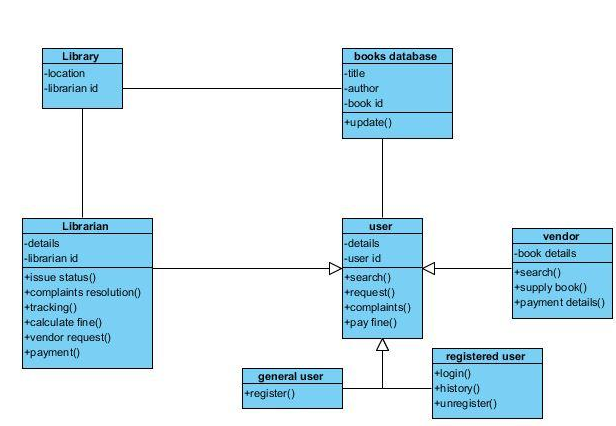 Library
-location
-librarian id
books database
-title
-author
-book id
+update()
Librarian
-details
-librarian id
+issue status()
+complaints resolution()
+tracking()
+calculate fine()
+vendor request()
+payment()
user
-details
-user id
+search()
+request()
+complaints()
+pay fine()
vendor
-book details
+search()
+supply book()
+payment details()
general user
+register()
registered user
+login()
+history()
+unregister()